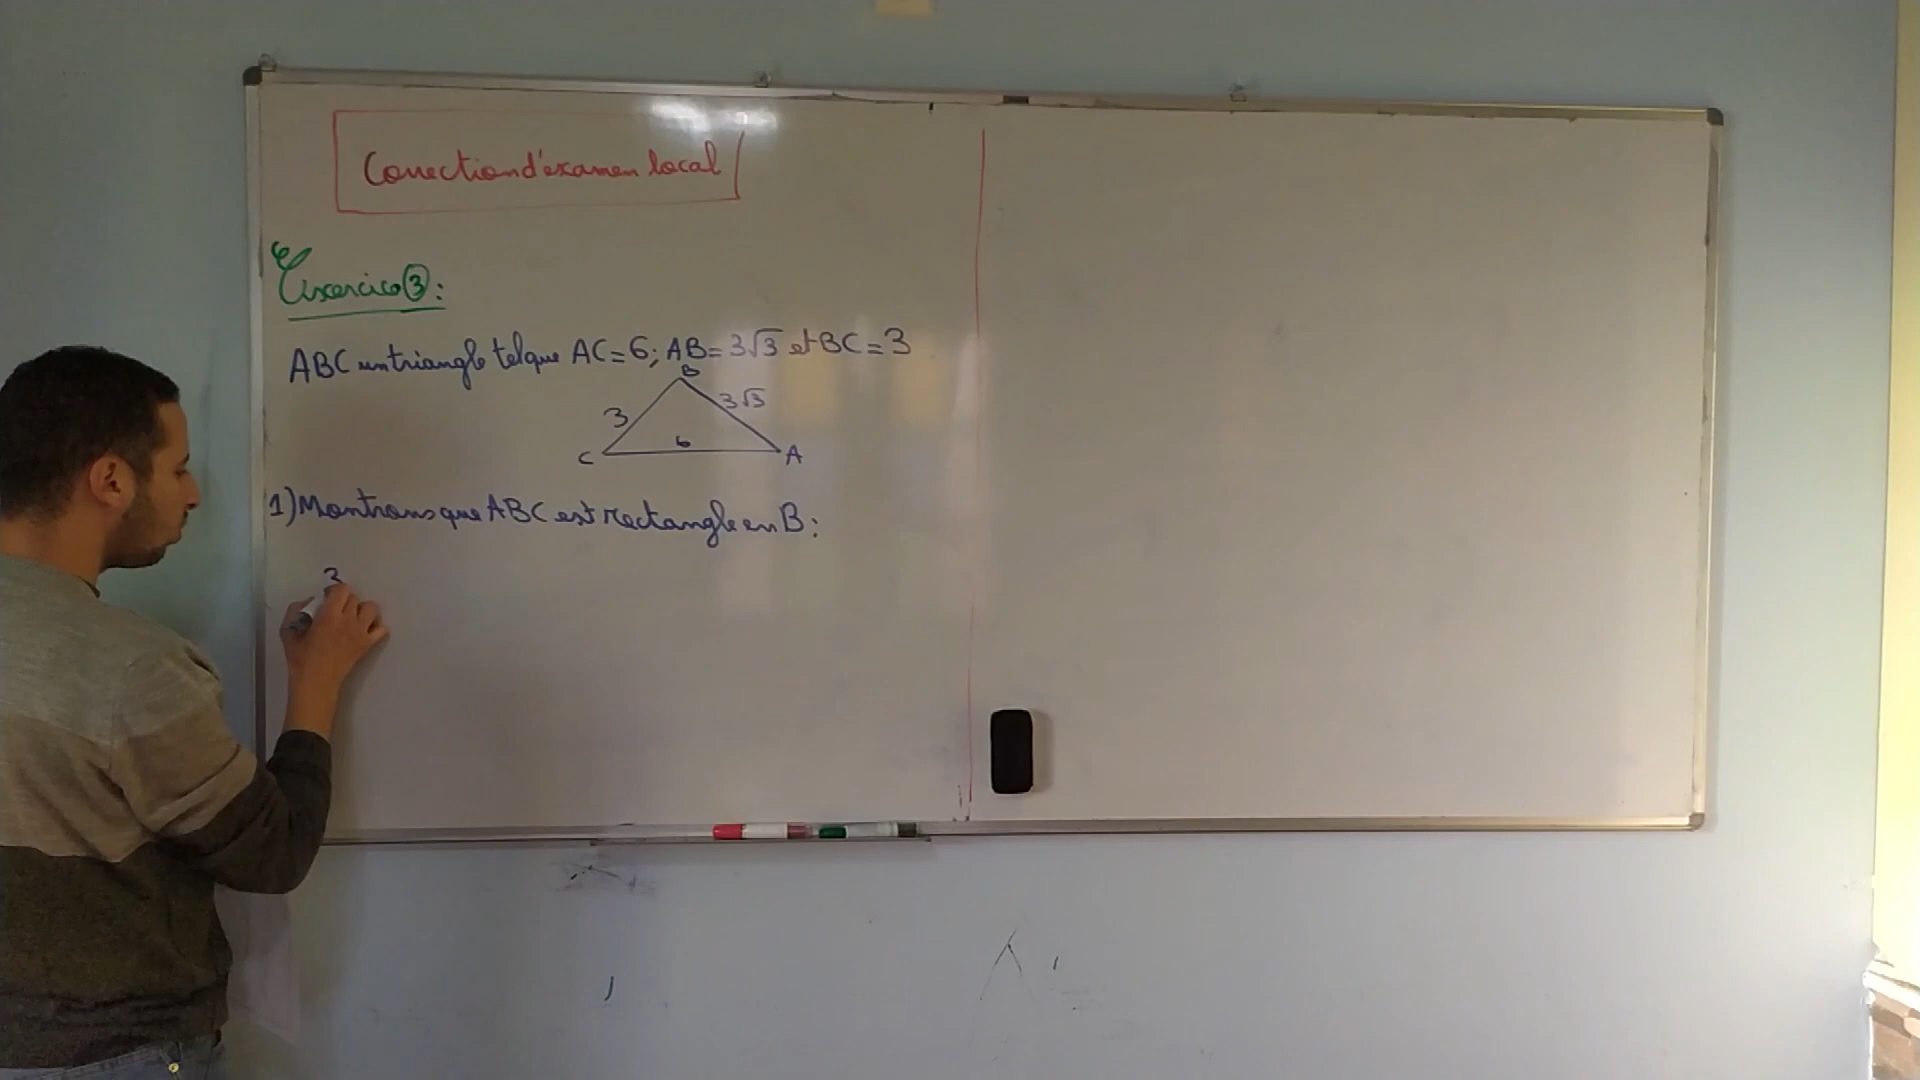 Correction d'examen local
Exercice 3 :
ABC un triangle tel que AC = 6 ; AB = 3√3 et BC = 3
B
3
3√3
6
C
A
1) Montrons que ABC est rectangle en B :